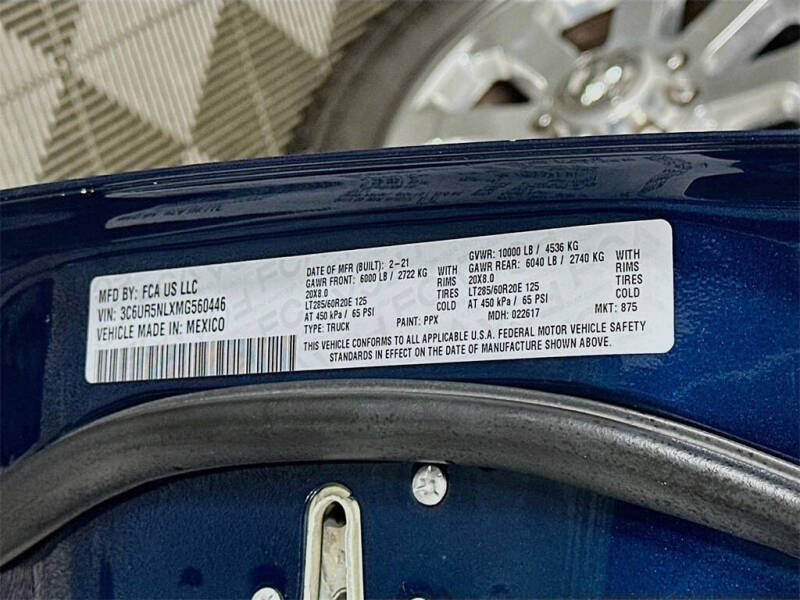 MFD BY: FCA US LLC
VIN: 3C6UR5NLXMG560446
VEHICLE MADE IN: MEXICO
DATE OF MFR (BUILT): 2-21
GAWR FRONT: 6000 LB / 2722 KG WITH
20X8.0 RIMS
LT285/60R20E 125 TIRES
AT 450 kPa / 65 PSI COLD
TYPE: TRUCK PAINT: PPX
GVWR: 10000 LB / 4536 KG
GAWR REAR: 6040 LB / 2740 KG WITH
20X8.0 RIMS
LT285/60R20E 125 TIRES
AT 450 kPa / 65 PSI COLD
MDH: 022617 MKT: 875
THIS VEHICLE CONFORMS TO ALL APPLICABLE U.S.A. FEDERAL MOTOR VEHICLE SAFETY
STANDARDS IN EFFECT ON THE DATE OF MANUFACTURE SHOWN ABOVE.